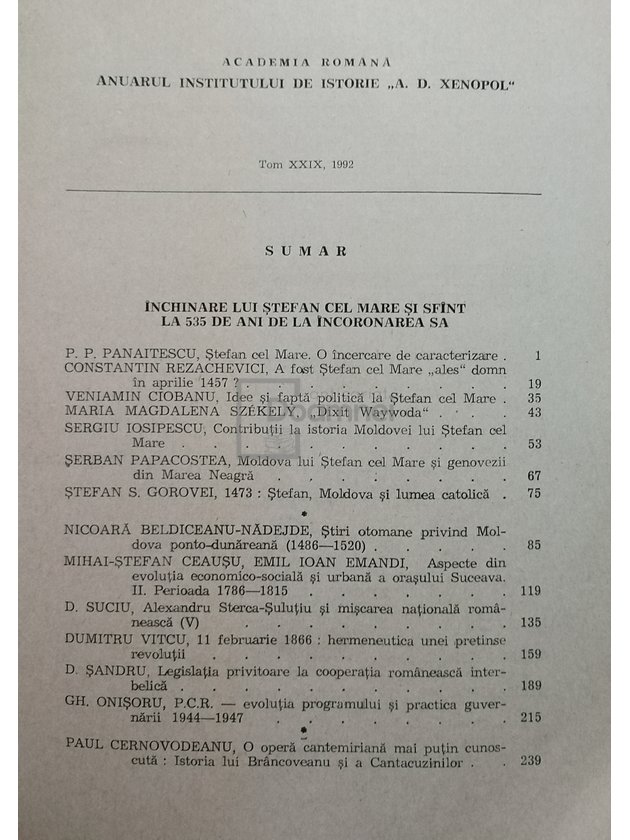 ACADEMIA ROMÂNĂ
ANUARUL INSTITUTULUI DE ISTORIE „A. D. XENOPOL“
Tom XXIX, 1992
SUMAR
ÎNCHINARE LUI ŞTEFAN CEL MARE ŞI SFÎNT
LA 535 DE ANI DE LA ÎNCORONAREA SA
P. P. PANAITESCU, Ştefan cel Mare. O încercare de caracterizare . 1
CONSTANTIN REZACHEVICI, A fost Ştefan cel Mare „ales“ domn
în aprilie 1457 ? . . . . . . . . . 19
VENIAMIN CIOBANU, Idee şi faptă politică la Ştefan cel Mare . 35
MARIA MAGDALENA SZÉKELY, „Dixit Waywoda“ . . . . 43
SERGIU IOSIPESCU, Contribuţii la istoria Moldovei lui Ştefan cel
Mare . . . . . . . . . . . 53
ŞERBAN PAPACOSTEA, Moldova lui Ştefan cel Mare şi genovezii
din Marea Neagră . . . . . . . . 67
ŞTEFAN S. GOROVEI, 1473 : Ştefan, Moldova şi lumea catolică . 75
*
NICOARĂ BELDICEANU-NĂDEJDE, Ştiri otomane privind Mol-
dova ponto-dunăreană (1486—1520) . . . . . 85
MIHAI-ŞTEFAN CEAUŞU, EMIL IOAN EMANDI, Aspecte din
evoluţia economico-socială şi urbană a oraşului Suceava.
II. Perioada 1786—1815 . . . . . . . 119
D. SUCIU, Alexandru Sterca-Şuluţiu şi mişcarea naţională româ-
nească (V) . . . . . . . . . 135
DUMITRU VITCU, 11 februarie 1866 : hermeneutica unei pretinse
revoluţii . . . . . . . . . . 159
D. ŞANDRU, Legislaţia privitoare la cooperaţia românească inter-
belică . . . . . . . . . . . 189
GH. ONIŞORU, P.C.R. — evoluţia programului şi practica guver-
nării 1944—1947 . . . . . . . . 215
*
PAUL CERNOVODEANU, O operă cantemiriană mai puţin cunos-
cută : Istoria lui Brâncoveanu şi a Cantacuzinilor . . 239